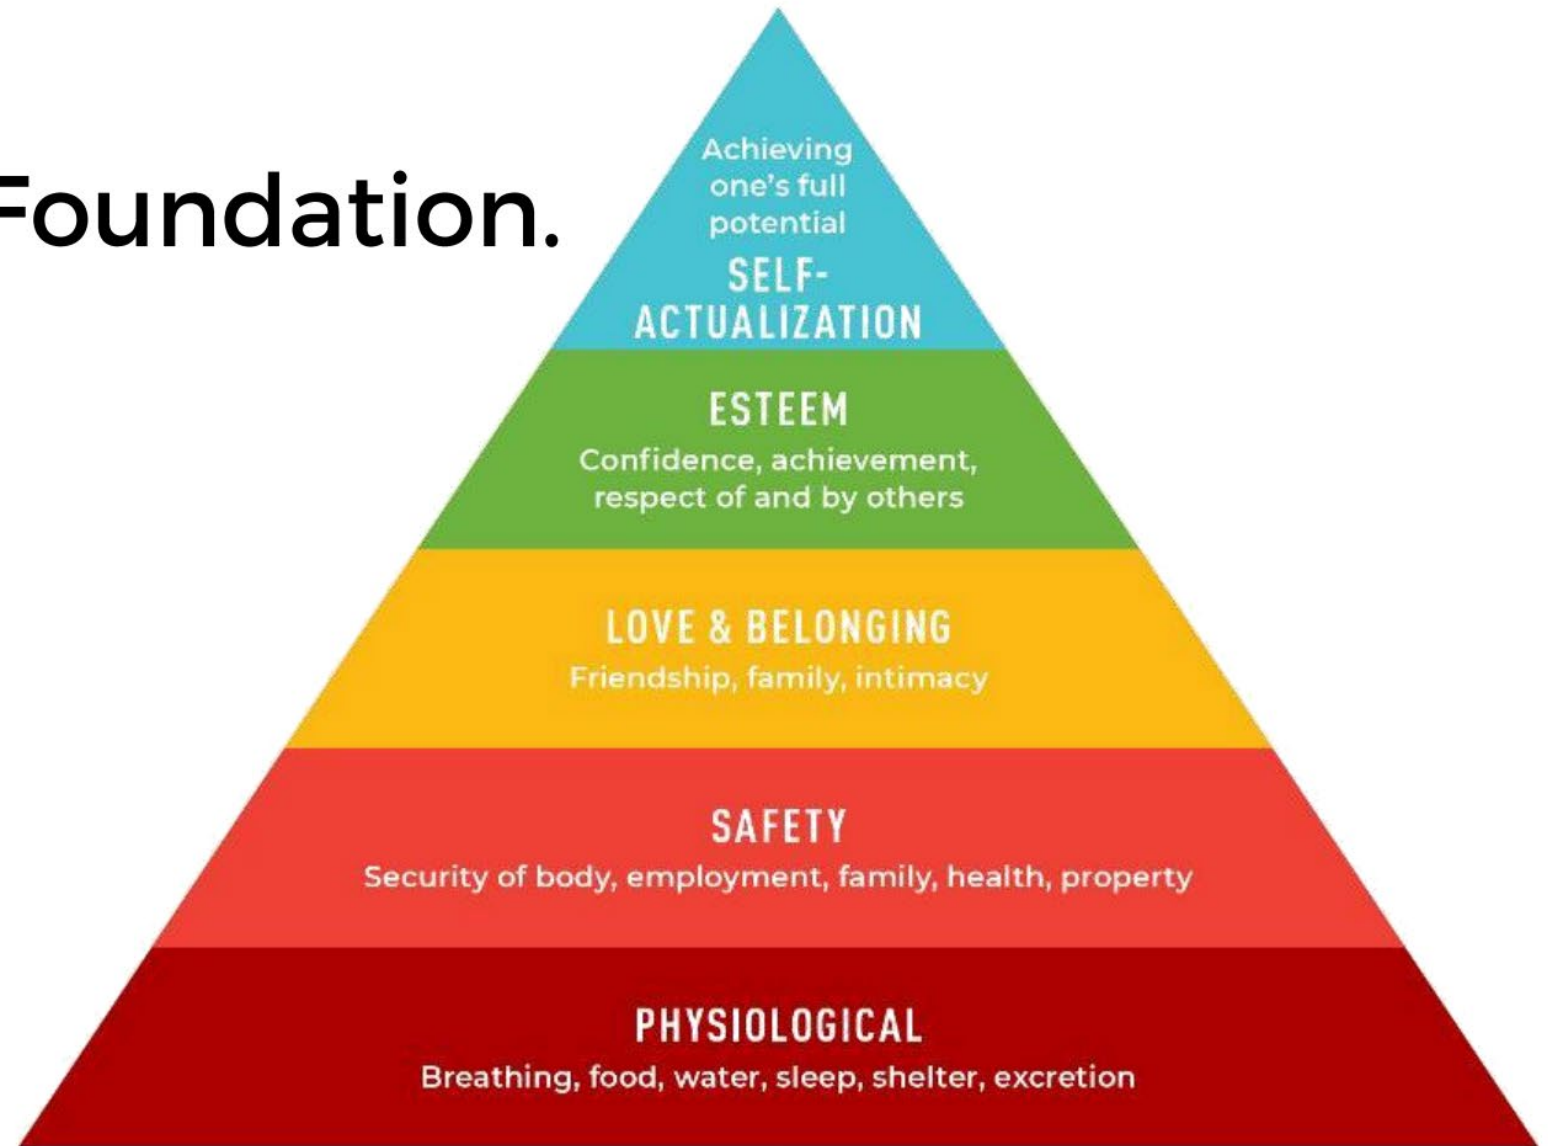 Foundation.
Achieving
one's full
potential
SELF-
ACTUALIZATION
ESTEEM
Confidence, achievement,
respect of and by others
LOVE & BELONGING
Friendship, family, intimacy
SAFETY
Security of body, employment, family, health, property
PHYSIOLOGICAL
Breathing, food, water, sleep, shelter, excretion